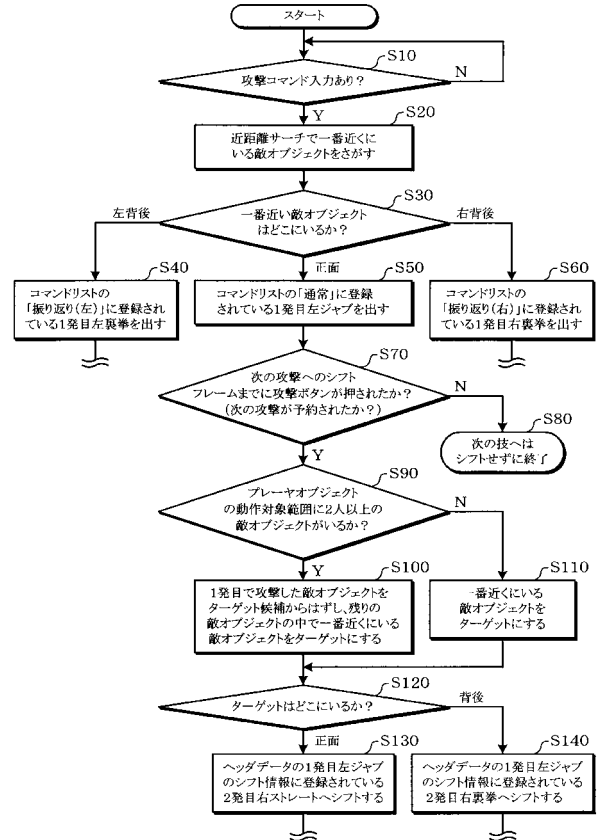 スタート
S10
攻撃コマンド入力あり?
N
Y
S20
近距離サーチで一番近くに
いる敵オブジェクトをさがす
S30
一番近い敵オブジェクト
はどこにいるか?
左背後
右背後
正面
S40
コマンドリストの
「振り返り(左)」に登録され
ている1発目左裏拳を出す
S50
コマンドリストの「通常」に登録
されている1発目左ジャブを出す
S60
コマンドリストの
「振り返り(右)」に登録され
ている1発目右裏拳を出す
S70
次の攻撃へのシフト
フレームまでに攻撃ボタンが押されたか?
(次の攻撃が予約されたか?)
N
Y
S80
次の技へは
シフトせずに終了
S90
プレーヤオブジェクト
の動作対象範囲に2人以上の
敵オブジェクトがいるか?
N
Y
S100
1発目で攻撃した敵オブジェクトを
ターゲット候補からはずし、残りの
敵オブジェクトの中で一番近くにいる
敵オブジェクトをターゲットにする
S110
一番近くにいる
敵オブジェクトを
ターゲットにする
S120
ターゲットはどこにいるか?
背後
正面
S130
ヘッダデータの1発目左ジャブ
のシフト情報に登録されている
2発目右ストレートへシフトする
S140
ヘッダデータの1発目左ジャブ
のシフト情報に登録されている
2発目右裏拳へシフトする